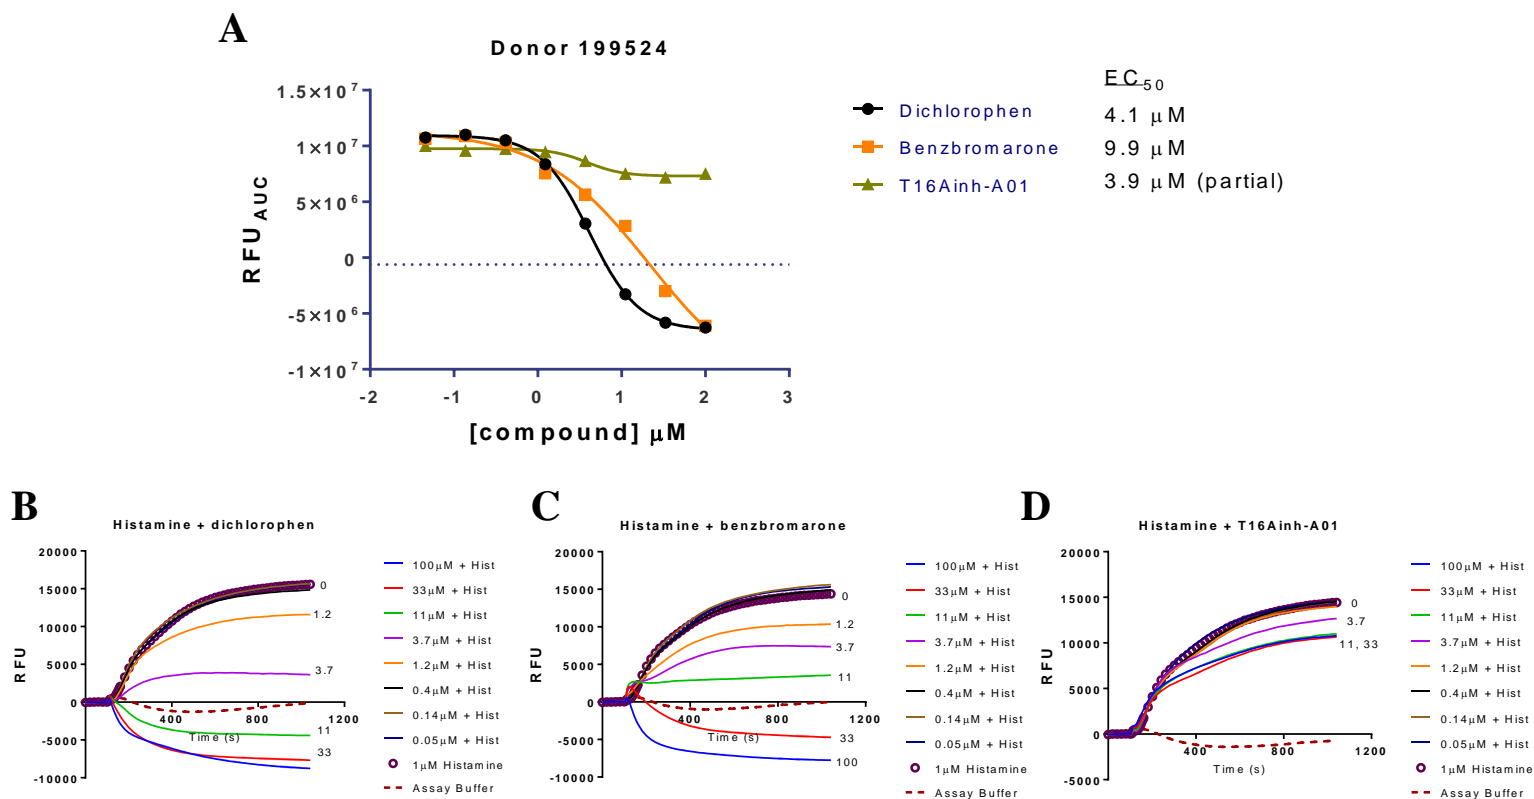 A
Donor 199524
1.5×10⁷
1×10⁷
5×10⁶
0
-5×10⁶
-1×10⁷
RFU AUC
-2 -1 0 1 2 3
[compound] µM
EC₅₀
Dichlorophen 4.1 µM
Benzbromarone 9.9 µM
T16Ainh-A01 3.9 µM (partial)
B
Histamine + dichlorophen
20000
15000
10000
5000
0
-5000
-10000
RFU
400 800 1200
Time (s)
0
1.2
3.7
11
33
100µM + Hist
33µM + Hist
11µM + Hist
3.7µM + Hist
1.2µM + Hist
0.4µM + Hist
0.14µM + Hist
0.05µM + Hist
1µM Histamine
Assay Buffer
C
Histamine + benzbromarone
20000
15000
10000
5000
0
-5000
-10000
RFU
400 800 1200
Time (s)
0
1.2
3.7
11
33
100
100µM + Hist
33µM + Hist
11µM + Hist
3.7µM + Hist
1.2µM + Hist
0.4µM + Hist
0.14µM + Hist
0.05µM + Hist
1µM Histamine
Assay Buffer
D
Histamine + T16Ainh-A01
20000
15000
10000
5000
0
-5000
RFU
400 800 1200
Time (s)
0
3.7
11, 33
100µM + Hist
33µM + Hist
11µM + Hist
3.7µM + Hist
1.2µM + Hist
0.4µM + Hist
0.14µM + Hist
0.05µM + Hist
1µM Histamine
Assay Buffer